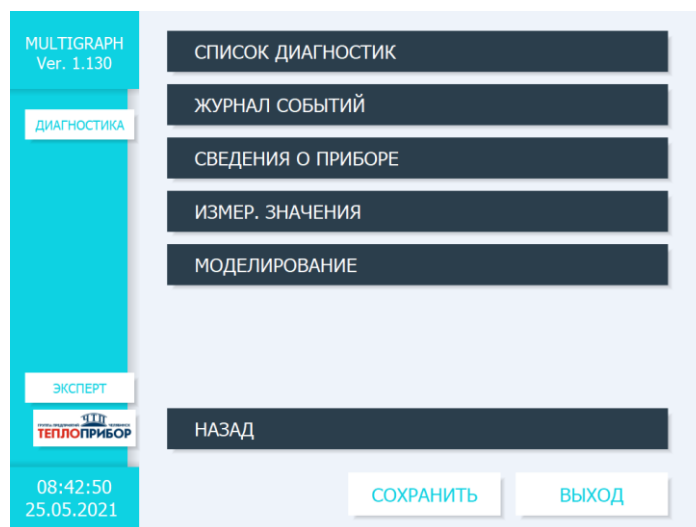 MULTIGRAPH
Ver. 1.130
ДИАГНОСТИКА
СПИСОК ДИАГНОСТИК
ЖУРНАЛ СОБЫТИЙ
СВЕДЕНИЯ О ПРИБОРЕ
ИЗМЕР. ЗНАЧЕНИЯ
МОДЕЛИРОВАНИЕ
ЭКСПЕРТ
ТЕПЛОПРИБОР
НАЗАД
08:42:50
25.05.2021
СОХРАНИТЬ
ВЫХОД